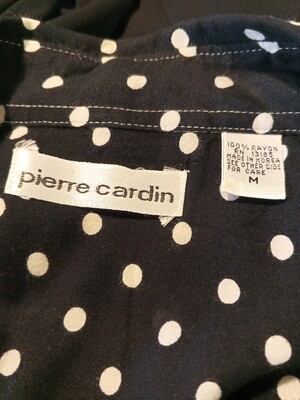 pierre cardin
100% RAYON
RN 13185
MADE IN KOREA
SEE OTHER SIDE
FOR CARE
M